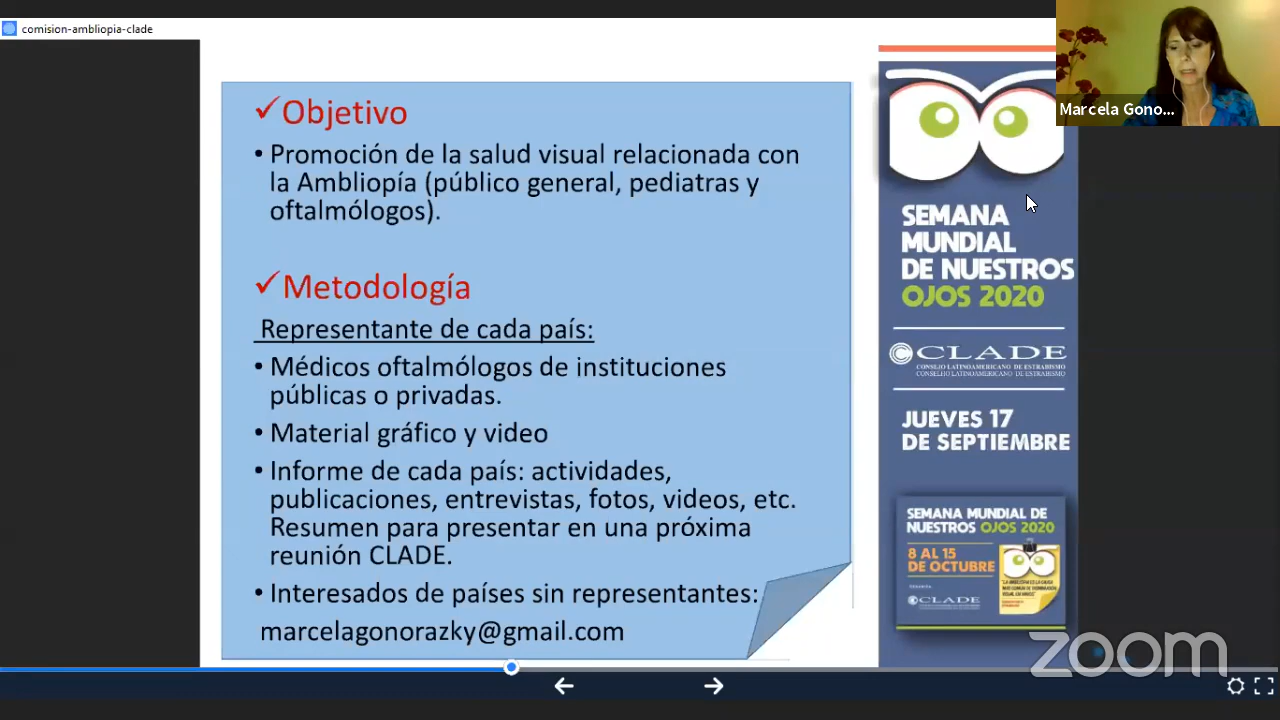 comision-ambliopia-clade
Marcela Gono...
✓Objetivo
• Promoción de la salud visual relacionada con
la Ambliopía (público general, pediatras y
oftalmólogos).
✓Metodología
Representante de cada país:
• Médicos oftalmólogos de instituciones
públicas o privadas.
• Material gráfico y video
• Informe de cada país: actividades,
publicaciones, entrevistas, fotos, videos, etc.
Resumen para presentar en una próxima
reunión CLADE.
• Interesados de países sin representantes:
marcelagonorazky@gmail.com
SEMANA
MUNDIAL
DE NUESTROS
OJOS 2020
CLADE
CONSEJO LATINOAMERICANO DE ESTRABISMO
CONSELHO LATINOAMERICANO DE ESTRABISMO
JUEVES 17
DE SEPTIEMBRE
SEMANA MUNDIAL DE
NUESTROS OJOS 2020
8 AL 15
DE OCTUBRE
CLADE
zoom